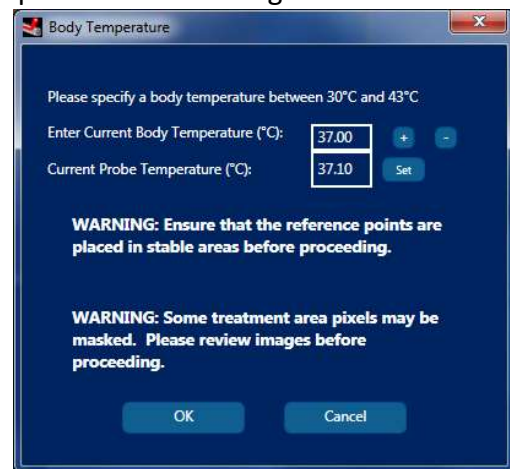 Body Temperature
x
Please specify a body temperature between 30°C and 43°C
Enter Current Body Temperature (°C): 37.00 + -
Current Probe Temperature (°C): 37.10 Set
WARNING: Ensure that the reference points are
placed in stable areas before proceeding.
WARNING: Some treatment area pixels may be
masked.  Please review images before
proceeding.
OK Cancel